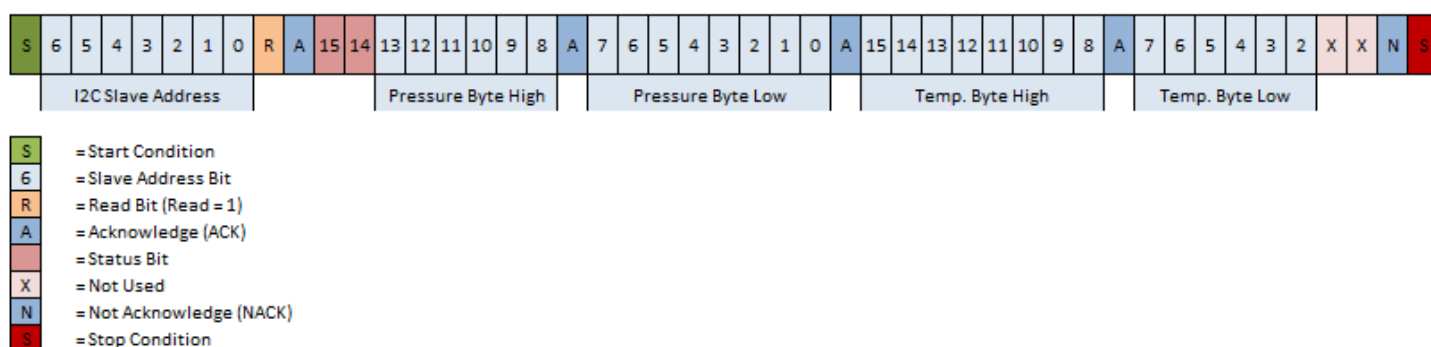 S 6 5 4 3 2 1 0 R A 15 14 13 12 11 10 9 8 A 7 6 5 4 3 2 1 0 A 15 14 13 12 11 10 9 8 A 7 6 5 4 3 2 X X N S
I2C Slave Address Pressure Byte High Pressure Byte Low Temp. Byte High Temp. Byte Low
S =Start Condition
6 =Slave Address Bit
R =Read Bit (Read =1)
A =Acknowledge (ACK)
=Status Bit
X =Not Used
N =Not Acknowledge (NACK)
S =Stop Condition